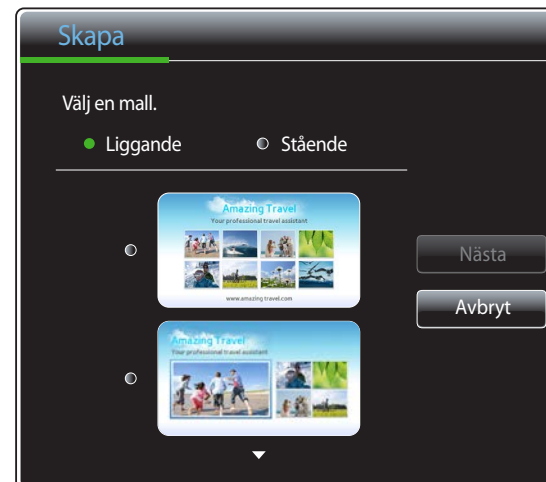 Skapa
Välj en mall.
Liggande Stående
Amazing Travel
Your professional travel assistant
www.amazing travel.com
Nästa
Amazing Travel
Your professional travel assistant
Avbryt